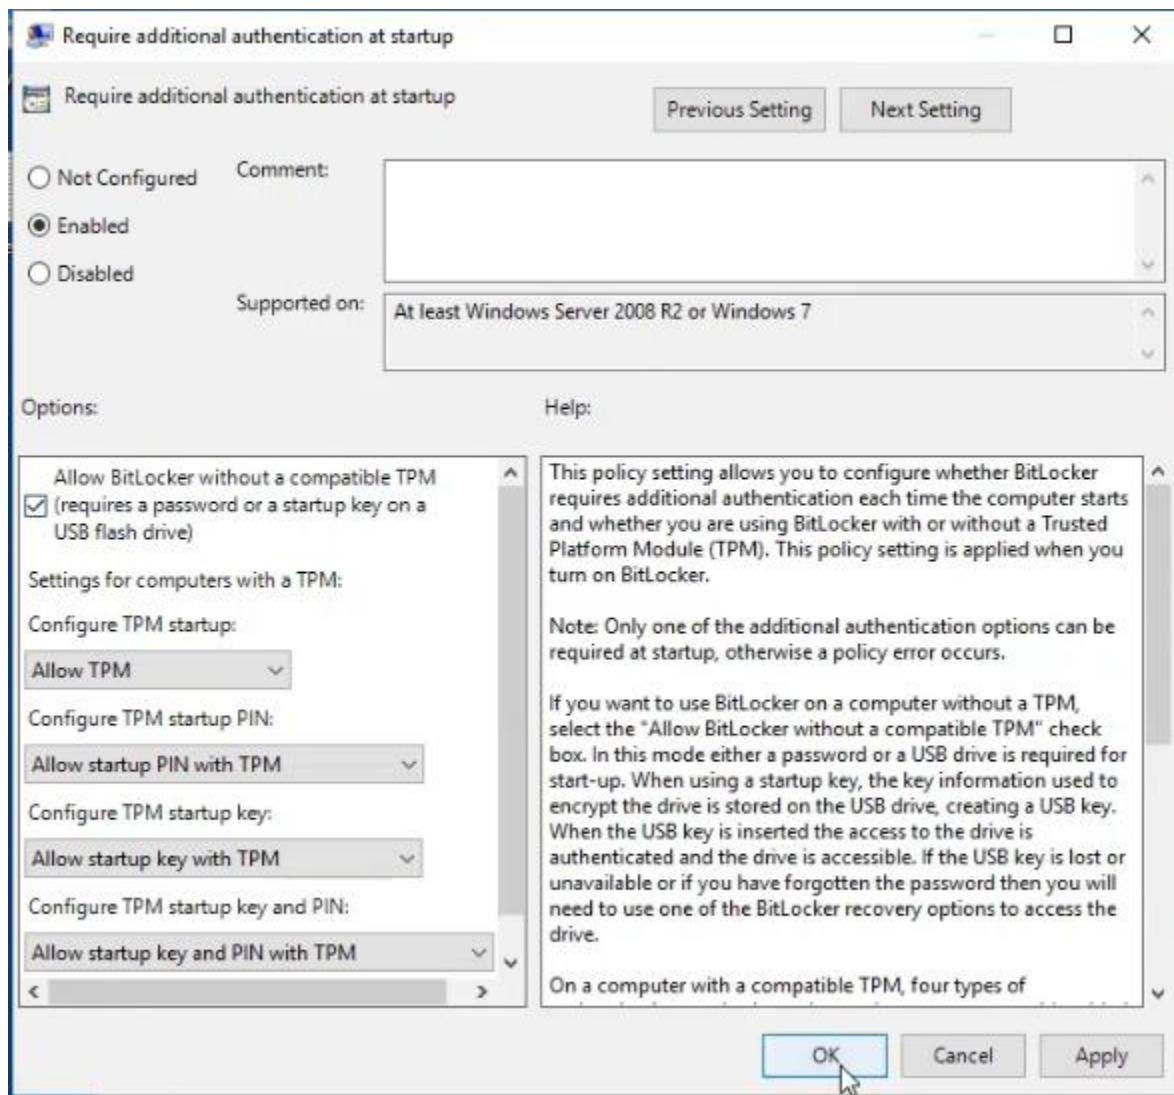 Require additional authentication at startup
Require additional authentication at startup
Previous Setting
Next Setting
Not Configured
Enabled
Disabled
Comment:
Supported on:
At least Windows Server 2008 R2 or Windows 7
Options:
Help:
Allow BitLocker without a compatible TPM
(requires a password or a startup key on a
USB flash drive)
Settings for computers with a TPM:
Configure TPM startup:
Allow TPM
Configure TPM startup PIN:
Allow startup PIN with TPM
Configure TPM startup key:
Allow startup key with TPM
Configure TPM startup key and PIN:
Allow startup key and PIN with TPM
This policy setting allows you to configure whether BitLocker
requires additional authentication each time the computer starts
and whether you are using BitLocker with or without a Trusted
Platform Module (TPM). This policy setting is applied when you
turn on BitLocker.
Note: Only one of the additional authentication options can be
required at startup, otherwise a policy error occurs.
If you want to use BitLocker on a computer without a TPM,
select the "Allow BitLocker without a compatible TPM" check
box. In this mode either a password or a USB drive is required for
start-up. When using a startup key, the key information used to
encrypt the drive is stored on the USB drive, creating a USB key.
When the USB key is inserted the access to the drive is
authenticated and the drive is accessible. If the USB key is lost or
unavailable or if you have forgotten the password then you will
need to use one of the BitLocker recovery options to access the
drive.
On a computer with a compatible TPM, four types of
OK
Cancel
Apply